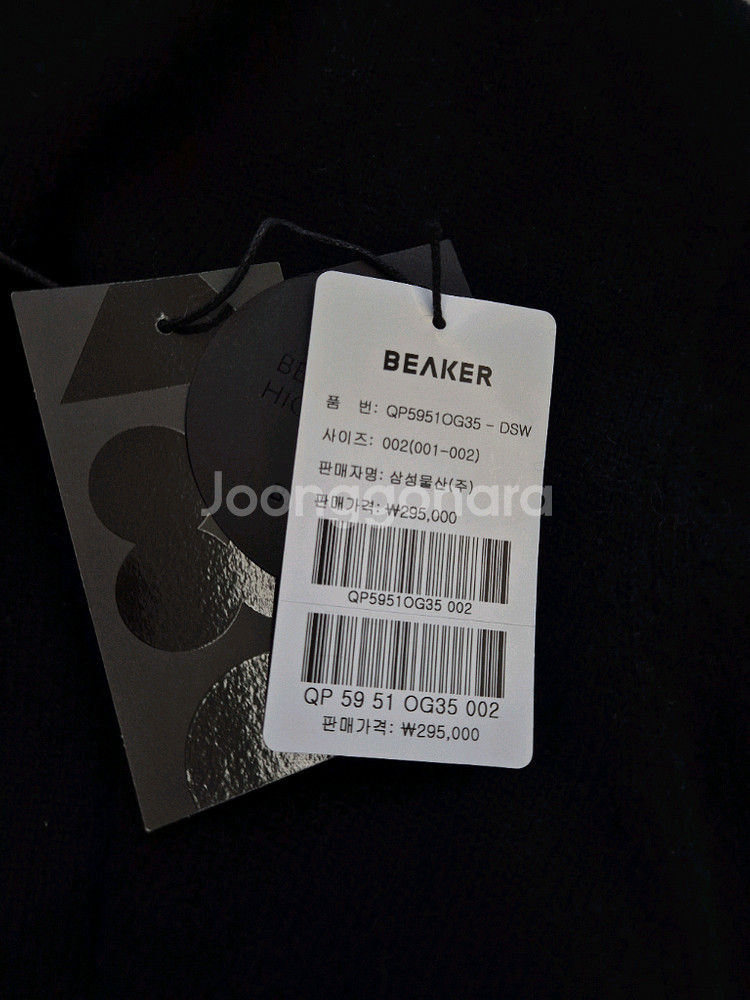 BEAKER
품 번: QP5951OG35 - DSW
사이즈: 002(001-002)
판매자명: 삼성물산(주)
판매가격: ₩295,000
QP5951OG35 002
QP 59 51 OG35 002
판매가격: ₩295,000
Joonggonara